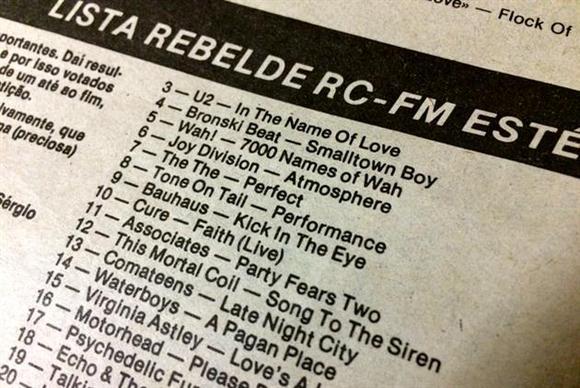 ove» — Flock Of
LISTA REBELDE RC-FM ESTE
portantes. Daí resul-
e por isso votados
de um até ao fim,
tição.
lvamente, que
na (preciosa)
Sérgio
3 — U2 — In The Name Of Love
4 — Bronski Beat — Smalltown Boy
5 — Wah! — 7000 Names of Wah
6 — Joy Division — Atmosphere
7 — The The — Perfect
8 — Tone On Tail — Performance
9 — Bauhaus — Kick In The Eye
10 — Cure — Faith (Live)
11 — Associates — Party Fears Two
12 — This Mortal Coil — Song To The Siren
13 — Comateens — Late Night City
14 — Waterboys — A Pagan Place
15 — Virginia Astley — Love's A
16 — Motorhead — Please
17 — Psychedelic Fu
18 — Echo & The
19 — Talki
20 —